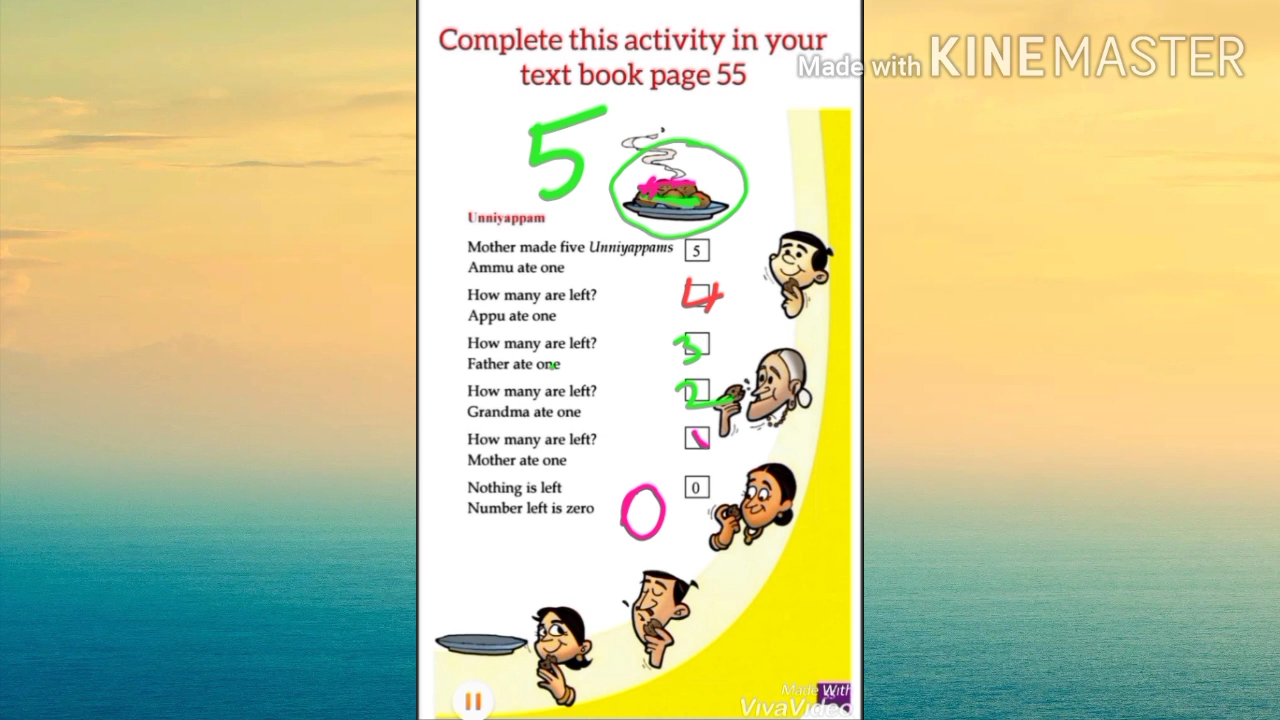 Complete this activity in your
text book page 55
Made with KINEMASTER
5
Unniyappam
Mother made five Unniyappams 5
Ammu ate one
How many are left? 4
Appu ate one
How many are left? 3
Father ate one
How many are left? 2
Grandma ate one
How many are left? 1
Mother ate one
Nothing is left 0
Number left is zero 0
Made With
VivaVideo